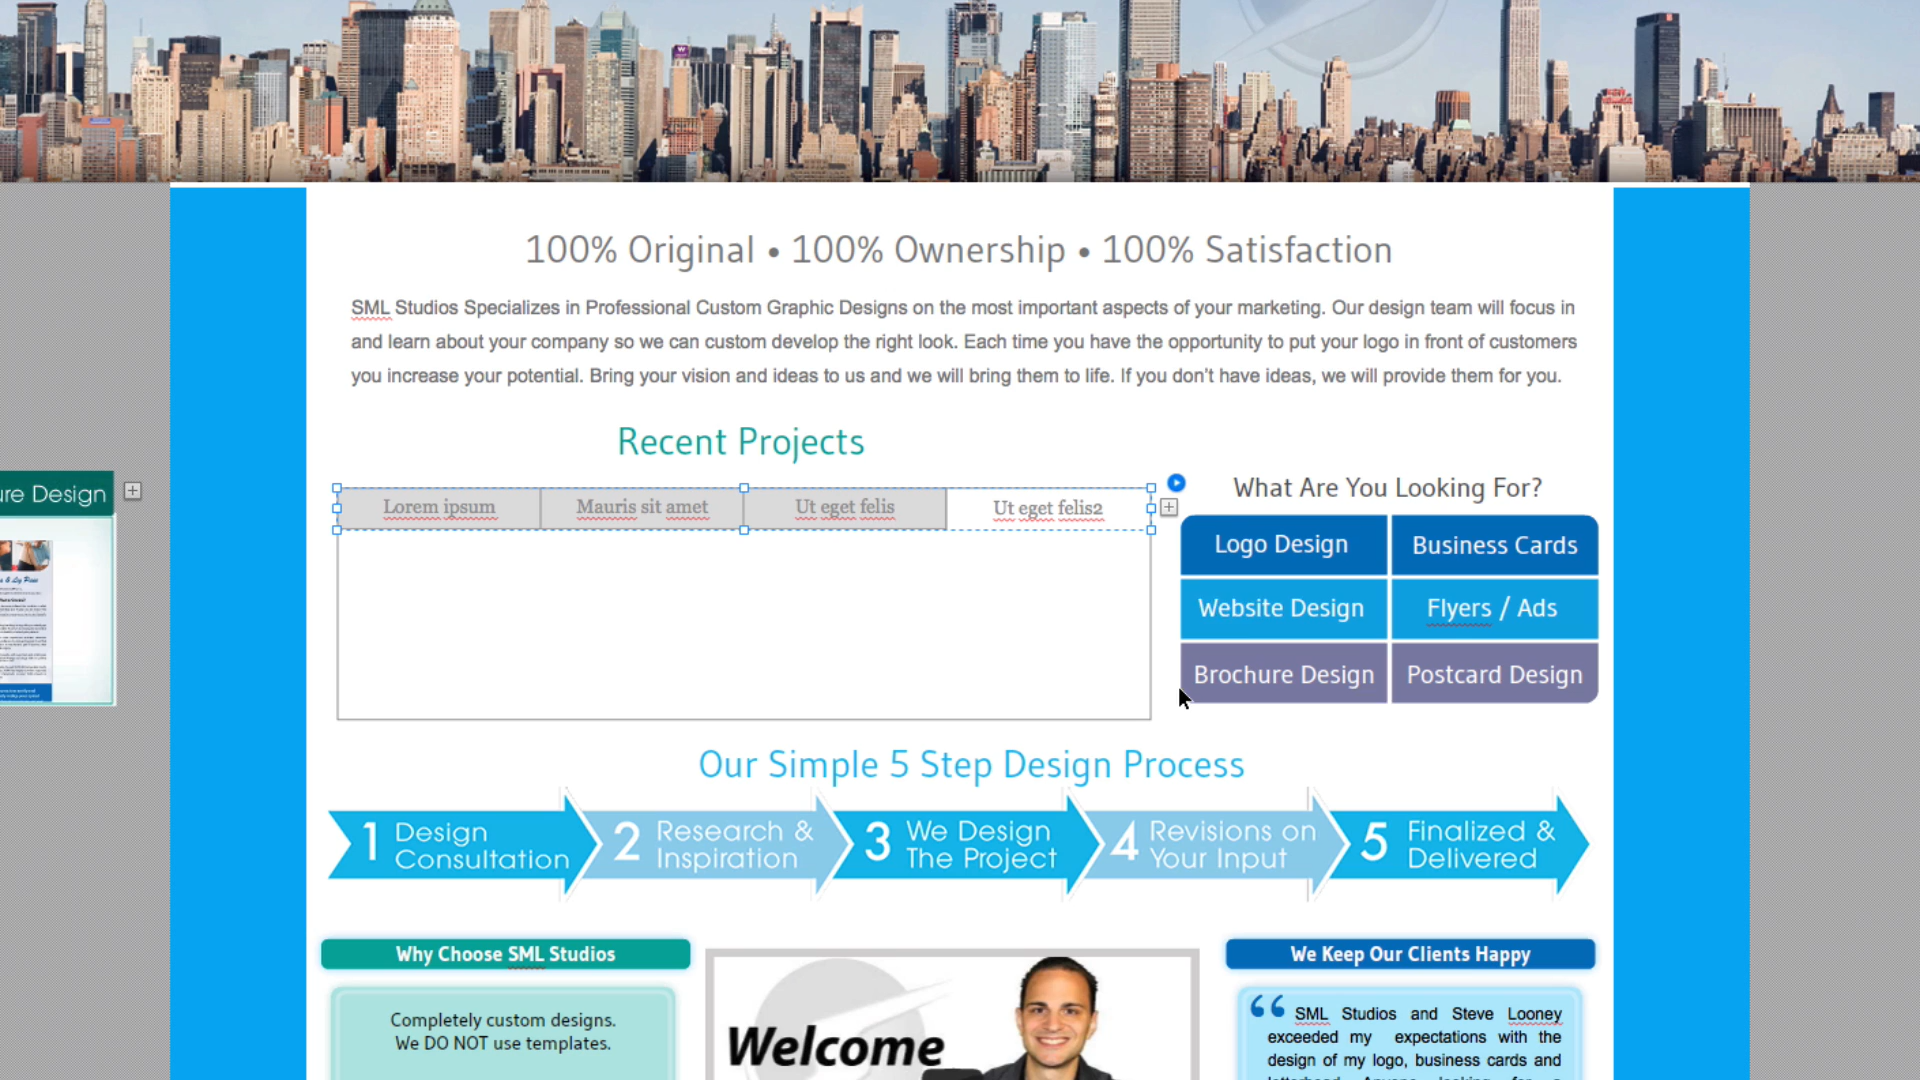 100% Original • 100% Ownership • 100% Satisfaction
SML Studios Specializes in Professional Custom Graphic Designs on the most important aspects of your marketing. Our design team will focus in
and learn about your company so we can custom develop the right look. Each time you have the opportunity to put your logo in front of customers
you increase your potential. Bring your vision and ideas to us and we will bring them to life. If you don't have ideas, we will provide them for you.
Recent Projects
ure Design
Lorem ipsum
Mauris sit amet
Ut eget felis
Ut eget felis2
What Are You Looking For?
Logo Design
Business Cards
Website Design
Flyers / Ads
Brochure Design
Postcard Design
Our Simple 5 Step Design Process
1 Design
Consultation
2 Research &
Inspiration
3 We Design
The Project
4 Revisions on
Your Input
5 Finalized &
Delivered
Why Choose SML Studios
Completely custom designs.
We DO NOT use templates.
Welcome
We Keep Our Clients Happy
“ SML Studios and Steve Looney
exceeded my expectations with the
design of my logo, business cards and